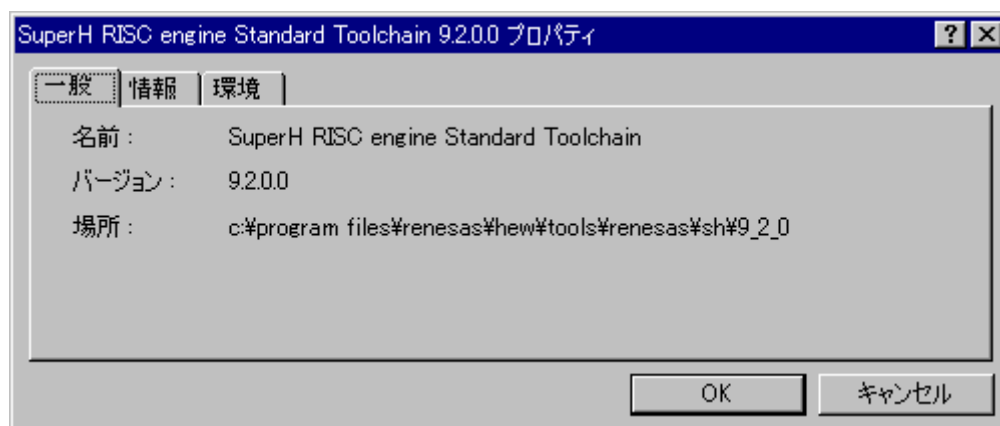 SuperH RISC engine Standard Toolchain 9.2.0.0 プロパティ
一般 情報 環境
名前 : SuperH RISC engine Standard Toolchain
バージョン : 9.2.0.0
場所 : c:¥program files¥renesas¥hew¥tools¥renesas¥sh¥9_2_0
OK キャンセル